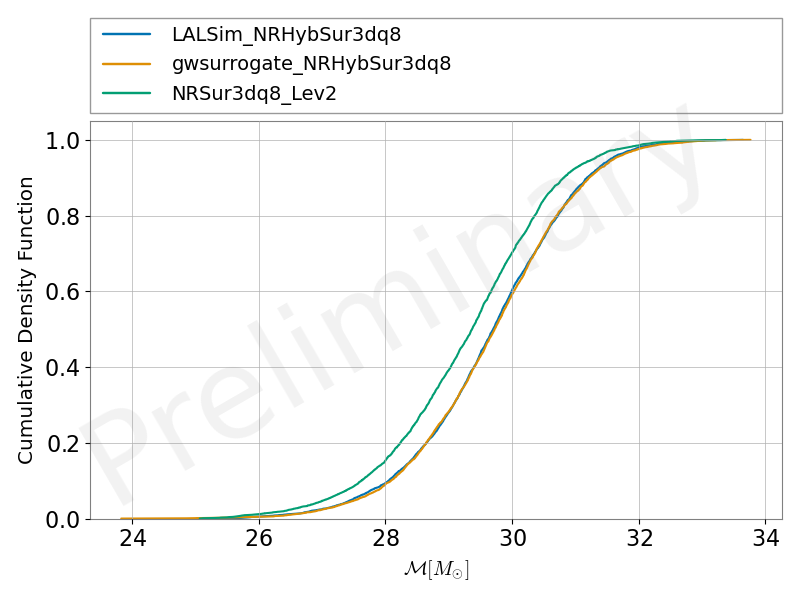 LALSim_NRHybSur3dq8
gwsurrogate_NRHybSur3dq8
NRSur3dq8_Lev2
Preliminary
Cumulative Density Function
1.0
0.8
0.6
0.4
0.2
0.0
24 26 28 30 32 34
ℳ[M⊙]